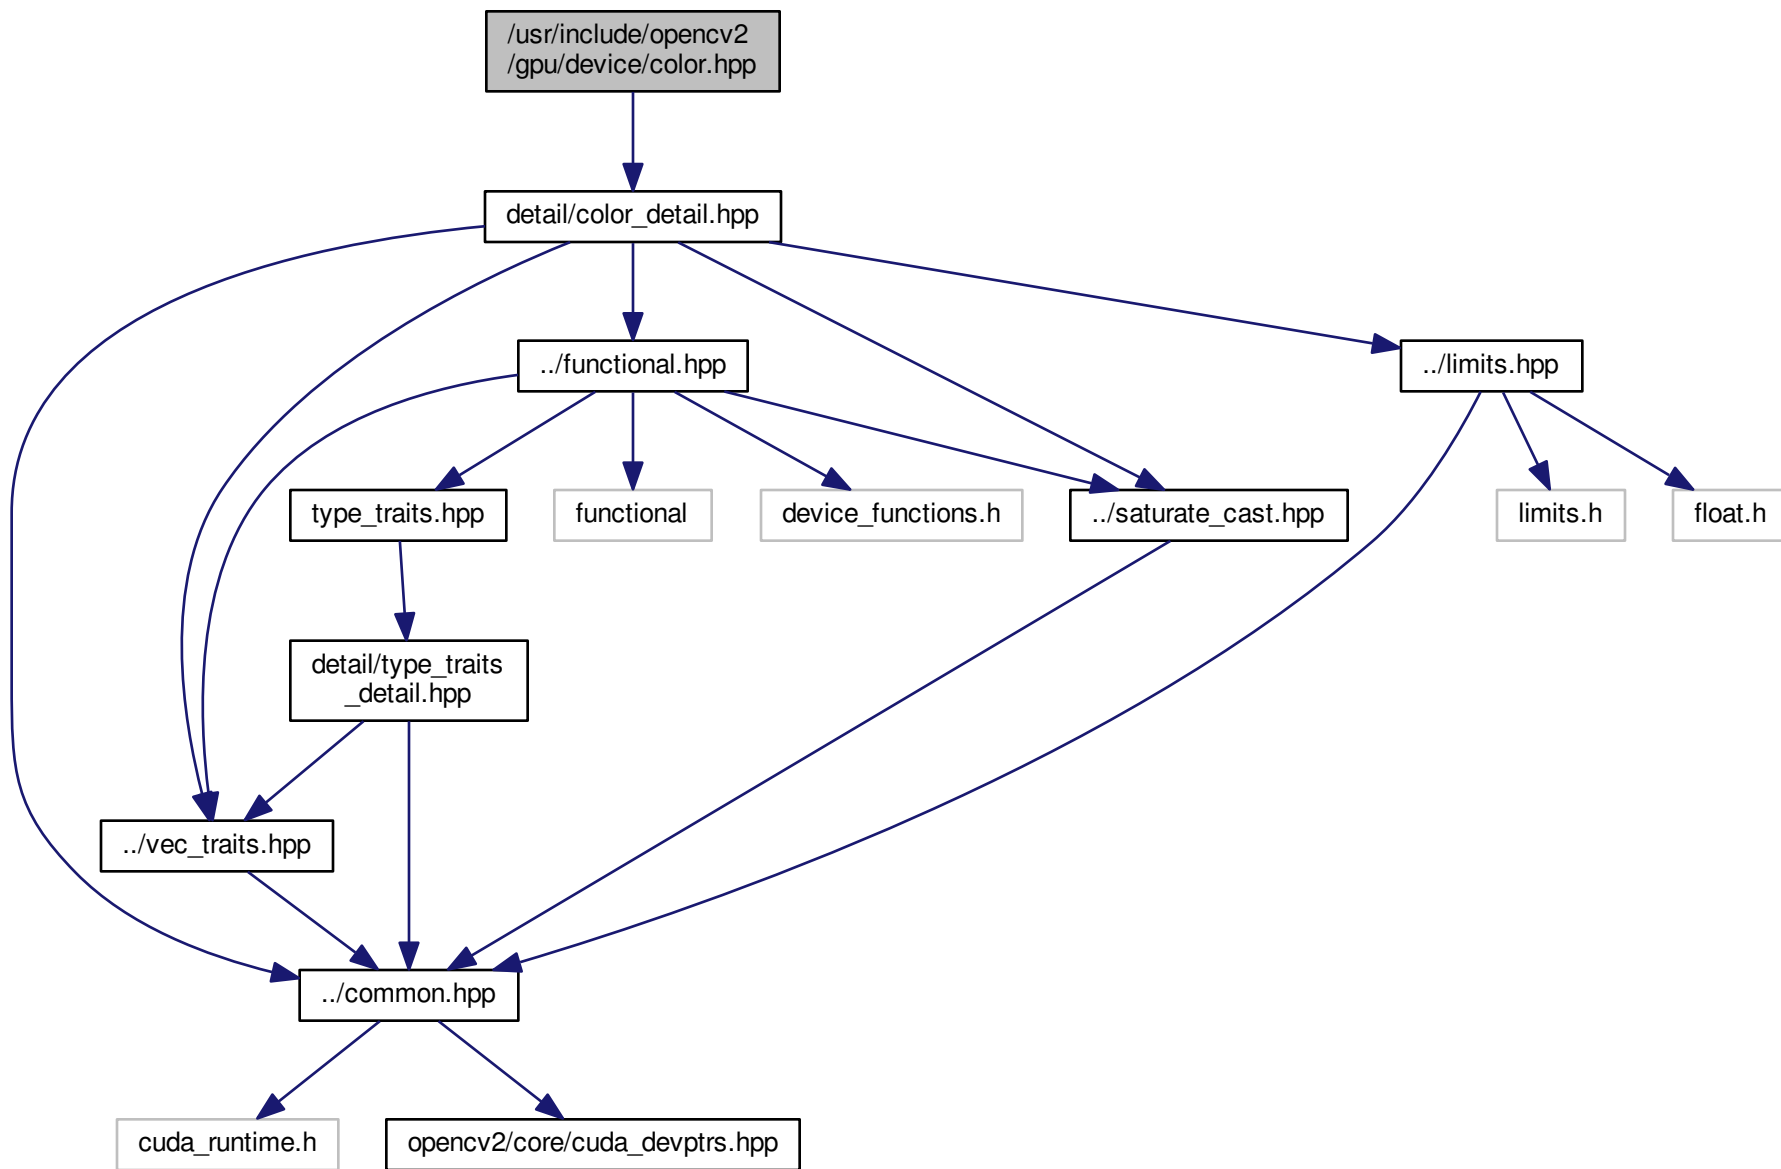 /usr/include/opencv2
/gpu/device/color.hpp
detail/color_detail.hpp
../functional.hpp
../limits.hpp
type_traits.hpp
functional
device_functions.h
../saturate_cast.hpp
limits.h
float.h
detail/type_traits
_detail.hpp
../vec_traits.hpp
../common.hpp
cuda_runtime.h
opencv2/core/cuda_devptrs.hpp